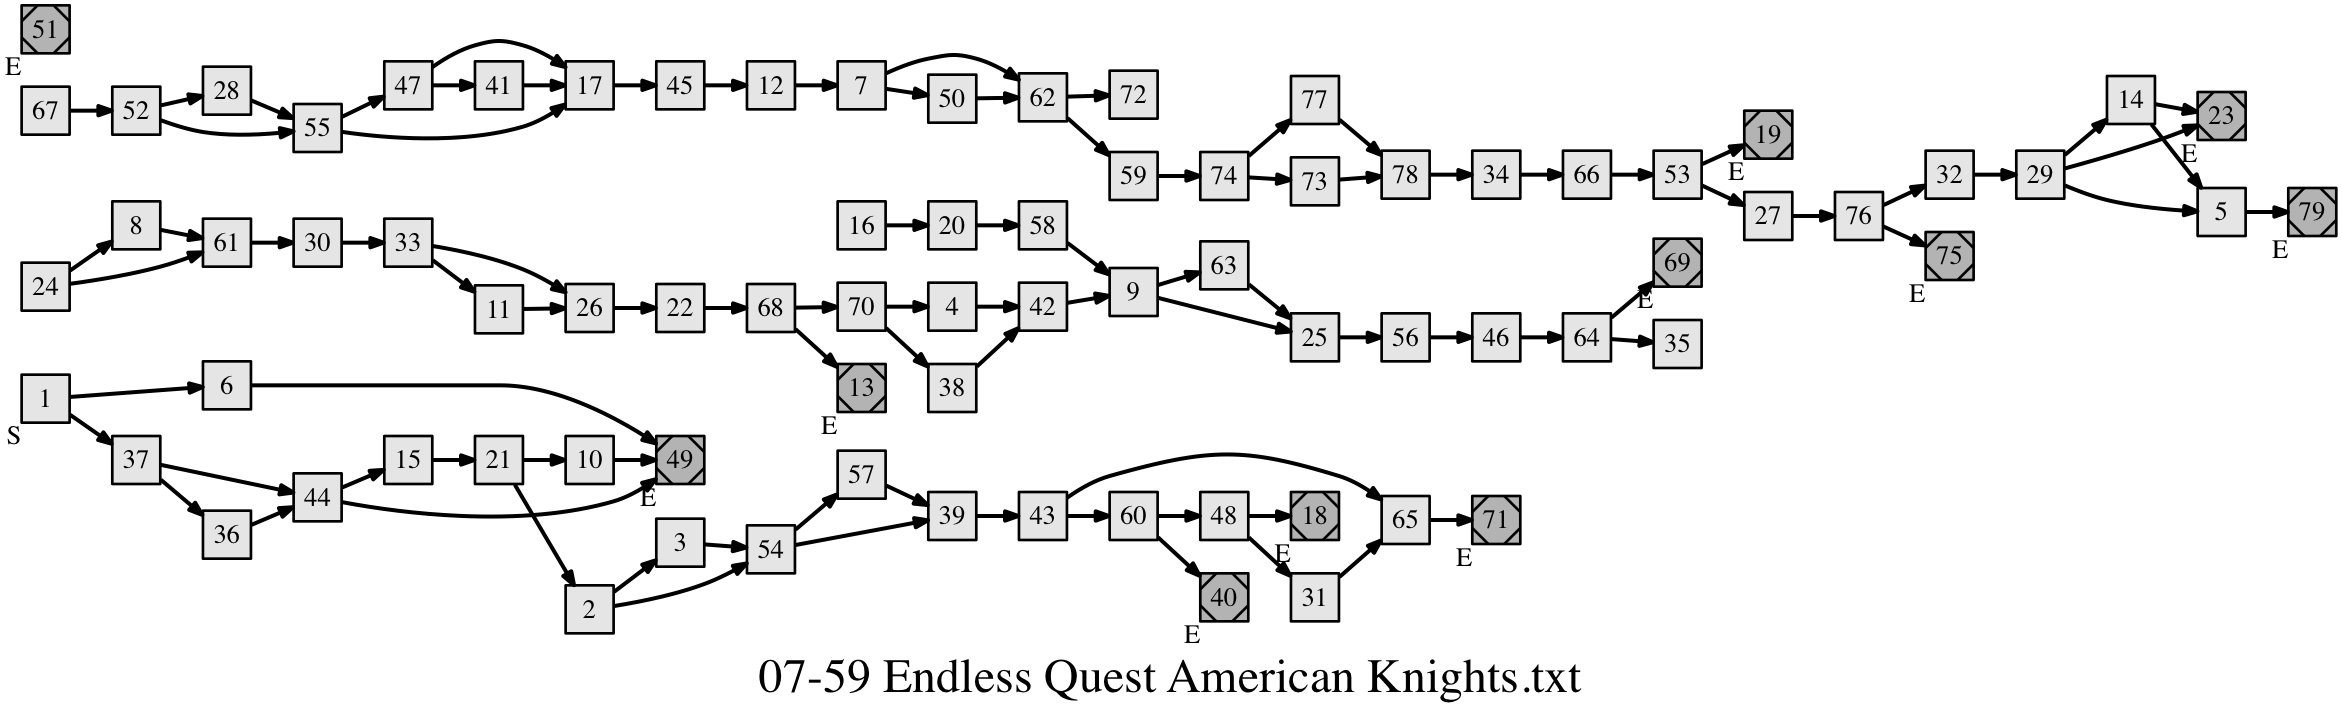 51
E
67 52 28 55 47 41 17 45 12 7 50 62 72
59 74 77 73 78 34 66 53 19
E
27 76 32 29 14 23
E
75
E
5 79
E
24 8 61 30 33 11 26 22 68 70 4 42
13
E
38
16 20 58 9 63 25 56 46 64 69
E
35
1
S
6 37 36 44 15 21 10 49
E
2 3 54 57 39 43 60 48 18
E
40
E
31 65 71
E
07-59 Endless Quest American Knights.txt